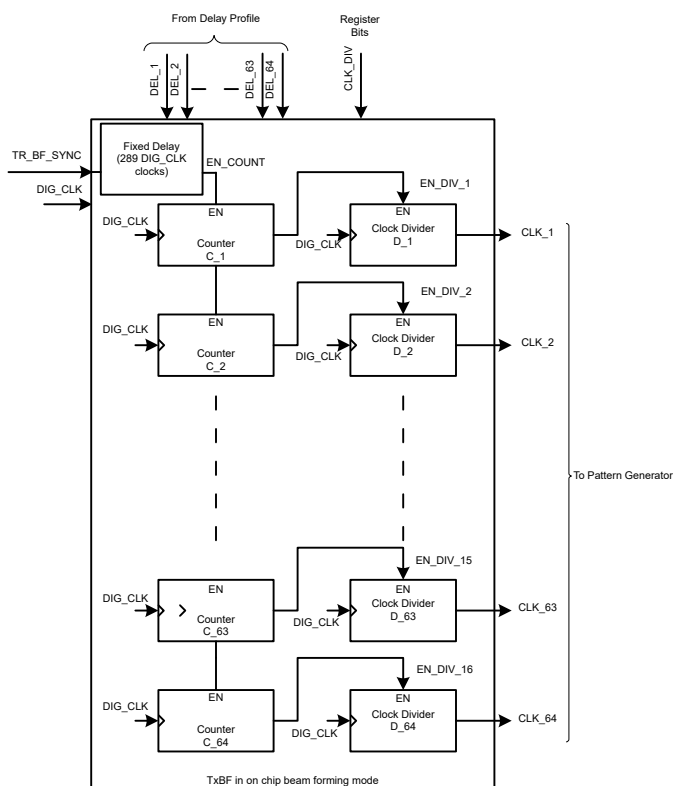 From Delay Profile
Register
Bits
DEL_1
DEL_2
DEL_63
DEL_64
CLK_DIV
TR_BF_SYNC
Fixed Delay
(289 DIG_CLK
clocks)
EN_COUNT
DIG_CLK
EN_DIV_1
DIG_CLK
EN
Counter
C_1
DIG_CLK
EN
Clock Divider
D_1
CLK_1
EN_DIV_2
DIG_CLK
EN
Counter
C_2
DIG_CLK
EN
Clock Divider
D_2
CLK_2
To Pattern Generator
EN_DIV_15
DIG_CLK
EN
Counter
C_63
DIG_CLK
EN
Clock Divider
D_63
CLK_63
EN_DIV_16
DIG_CLK
EN
Counter
C_64
DIG_CLK
EN
Clock Divider
D_64
CLK_64
TxBF in on chip beam forming mode